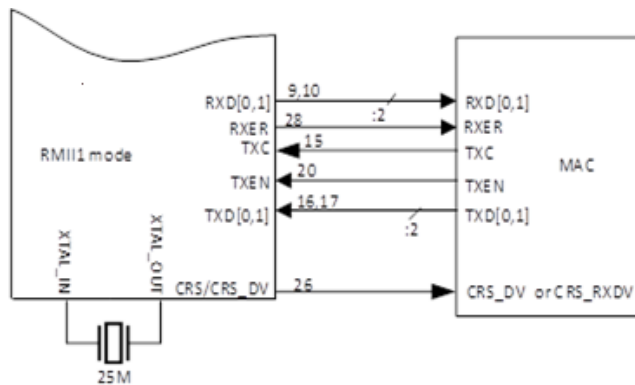 9,10
RXD[0,1] :2 RXD[0,1]
28
RXER RXER
TXC 15 TXC
RMII1 mode MAC
20
TXEN TXEN
16,17
TXD[0,1] :2 TXD[0,1]
XTAL_IN
XTAL_OUT
CRS/CRS_DV 26 CRS_DV or CRS_RXDV
25M